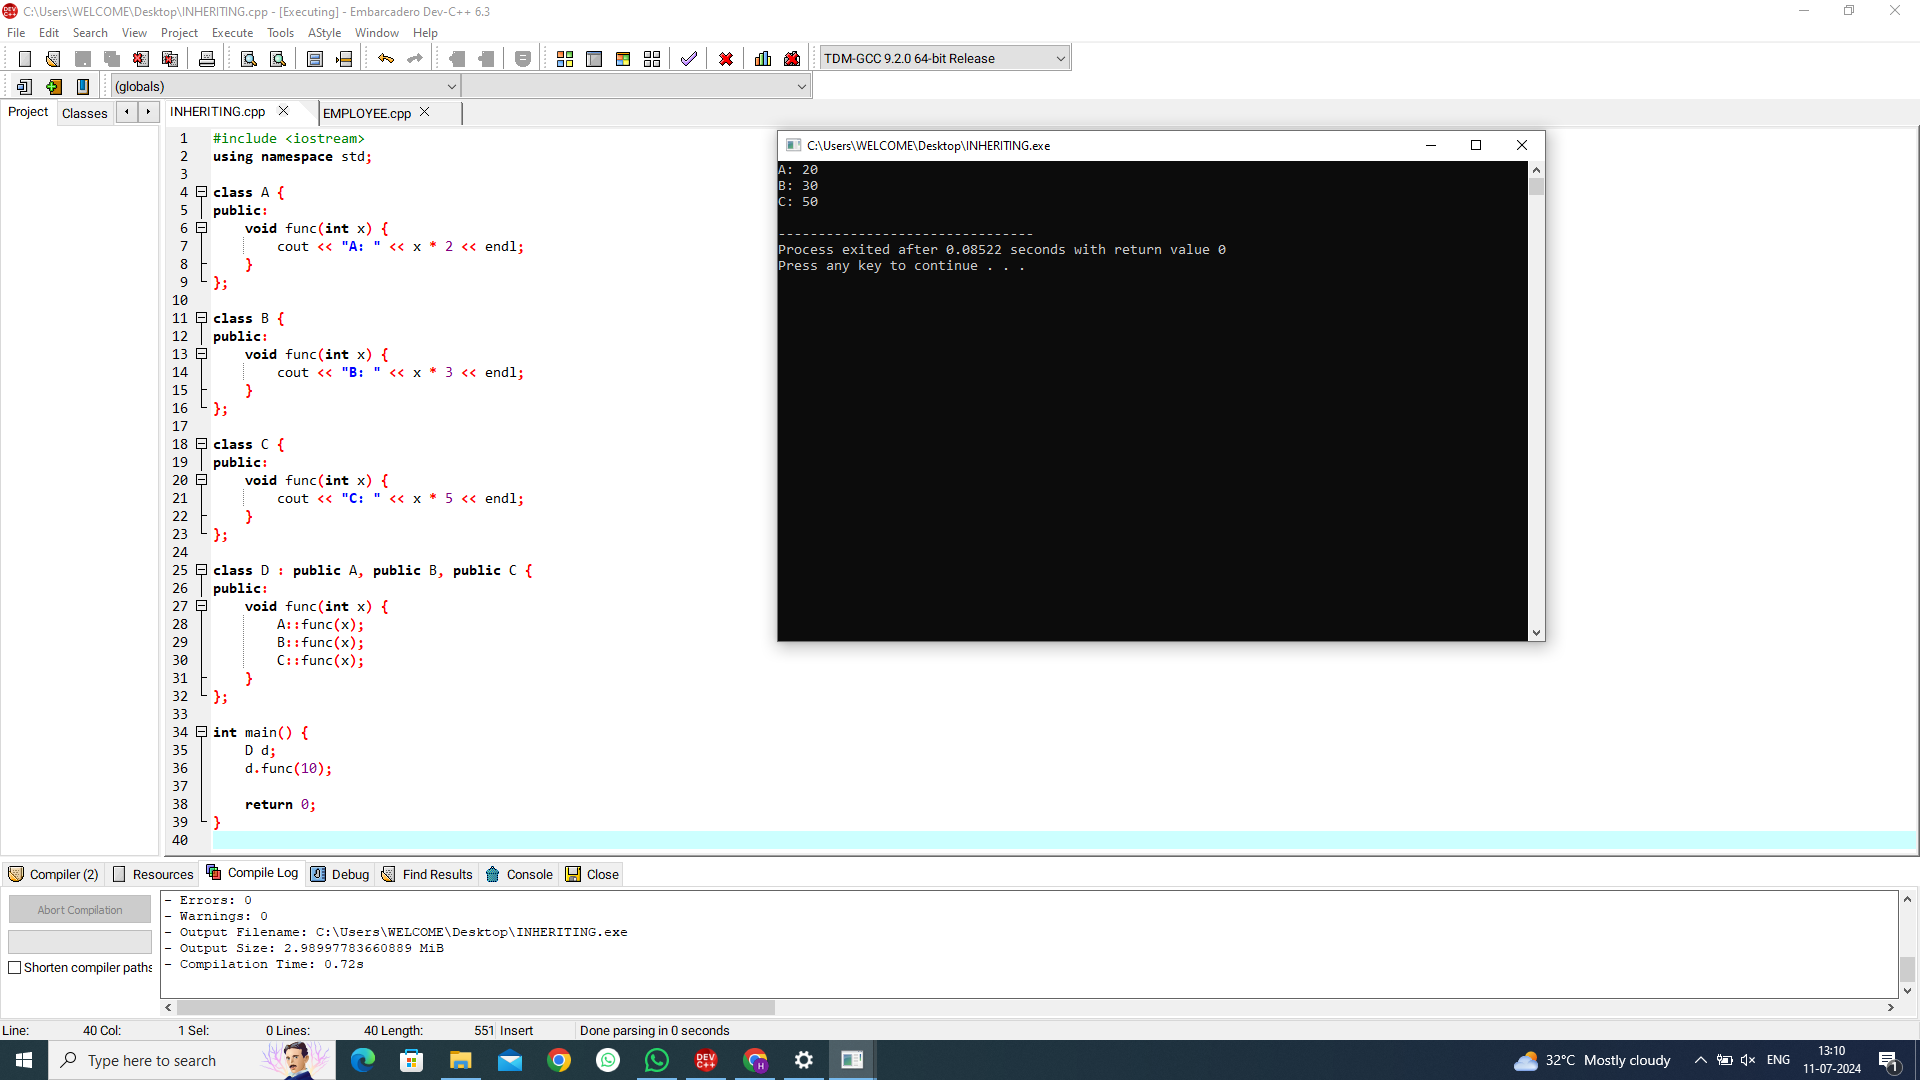 C:\Users\WELCOME\Desktop\INHERITING.cpp - [Executing] - Embarcadero Dev-C++ 6.3
File Edit Search View Project Execute Tools AStyle Window Help
TDM-GCC 9.2.0 64-bit Release
(globals)
Project Classes
INHERITING.cpp EMPLOYEE.cpp
1 #include <iostream>
2 using namespace std;
3
4 class A {
5 public:
6 void func(int x) {
7 cout << "A: " << x * 2 << endl;
8 }
9 };
10
11 class B {
12 public:
13 void func(int x) {
14 cout << "B: " << x * 3 << endl;
15 }
16 };
17
18 class C {
19 public:
20 void func(int x) {
21 cout << "C: " << x * 5 << endl;
22 }
23 };
24
25 class D : public A, public B, public C {
26 public:
27 void func(int x) {
28 A::func(x);
29 B::func(x);
30 C::func(x);
31 }
32 };
33
34 int main() {
35 D d;
36 d.func(10);
37
38 return 0;
39 }
40
C:\Users\WELCOME\Desktop\INHERITING.exe
A: 20
B: 30
C: 50
--------------------------------
Process exited after 0.08522 seconds with return value 0
Press any key to continue . . .
Compiler (2) Resources Compile Log Debug Find Results Console Close
Abort Compilation
Shorten compiler paths
- Errors: 0
- Warnings: 0
- Output Filename: C:\Users\WELCOME\Desktop\INHERITING.exe
- Output Size: 2.98997783660889 MiB
- Compilation Time: 0.72s
Line: 40 Col: 1 Sel: 0 Lines: 40 Length: 551 Insert Done parsing in 0 seconds
Type here to search
DEV C++
H
32°C Mostly cloudy
ENG
13:10
11-07-2024
1